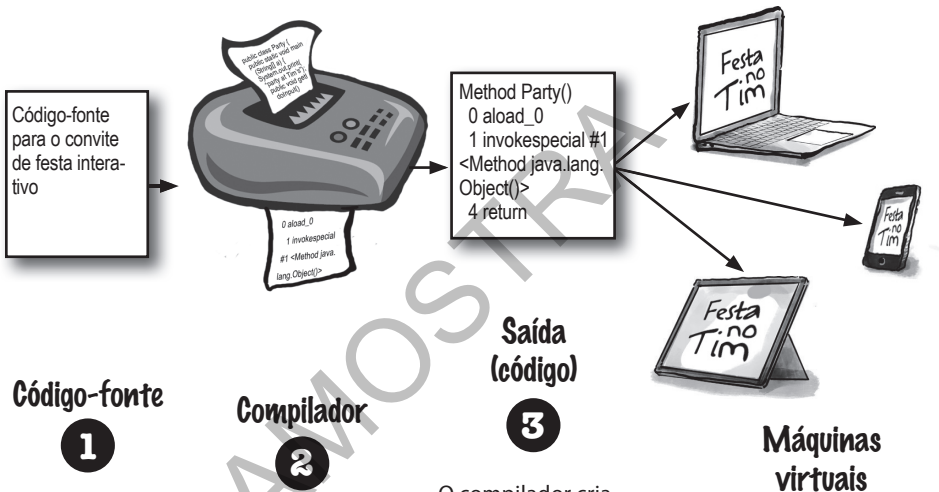 public class Party {
public static void main
(String[] a) {
System.out.print(
"party at Tim's");
public void get(
doInput()
Código-fonte
para o convite
de festa intera-
tivo
0 aload_0
1 invokespecial
#1 <Method java.
lang.Object()>
Method Party()
0 aload_0
1 invokespecial #1
<Method java.lang.
Object()>
4 return
Festa
no
Tim
Festa
no
Tim
Festa
no
Tim
AMOSTRA
Código-fonte
1
Compilador
2
Saída
(código)
3
Máquinas
virtuais
O compilador cria